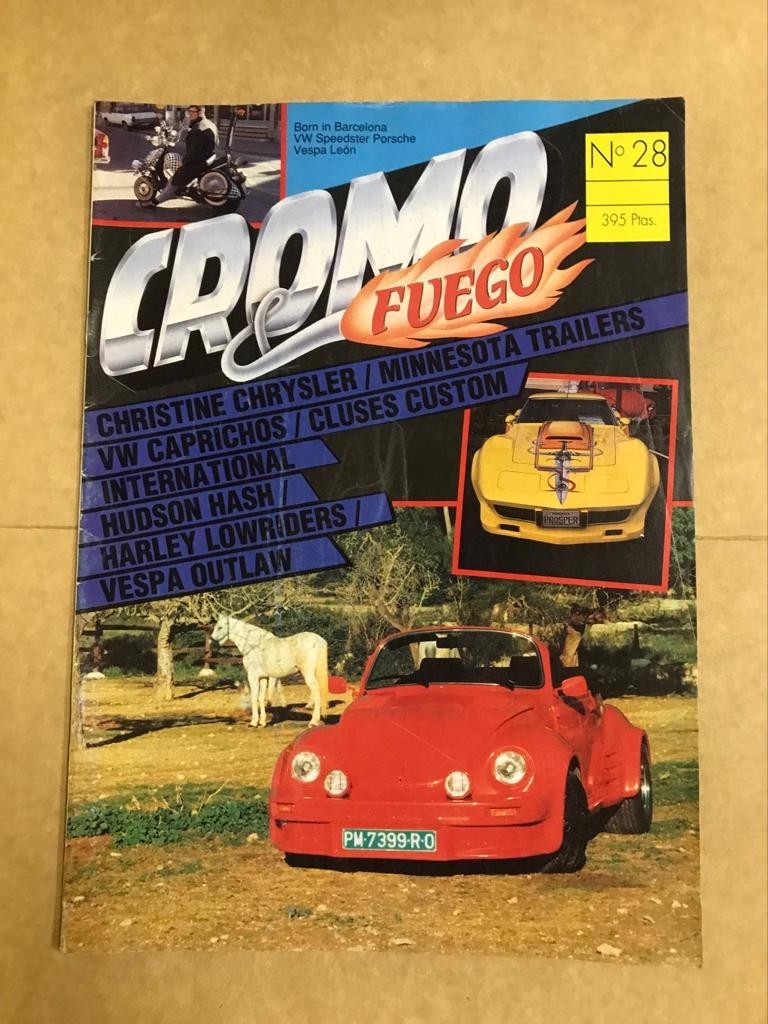 Born in Barcelona
VW Speedster Porsche
Vespa León
Nº 28
395 Ptas.
CROMO
FUEGO
CHRISTINE CHRYSLER / MINNESOTA TRAILERS
VW CAPRICHOS / CLUSES CUSTOM
INTERNATIONAL
HUDSON HASH /
HARLEY LOWRIDERS /
VESPA OUTLAW
PROSPER
PM-7399-R-O